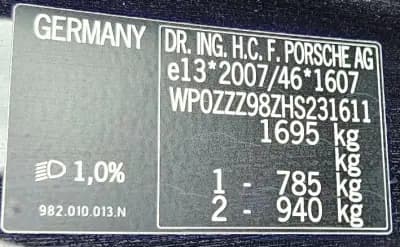 GERMANY
DR. ING. H.C. F. PORSCHE AG
e13*2007/46*1607
WP0ZZZ98ZHS231611
1695 kg
kg
1 - 785 kg
2 - 940 kg
1,0%
982.010.013.N